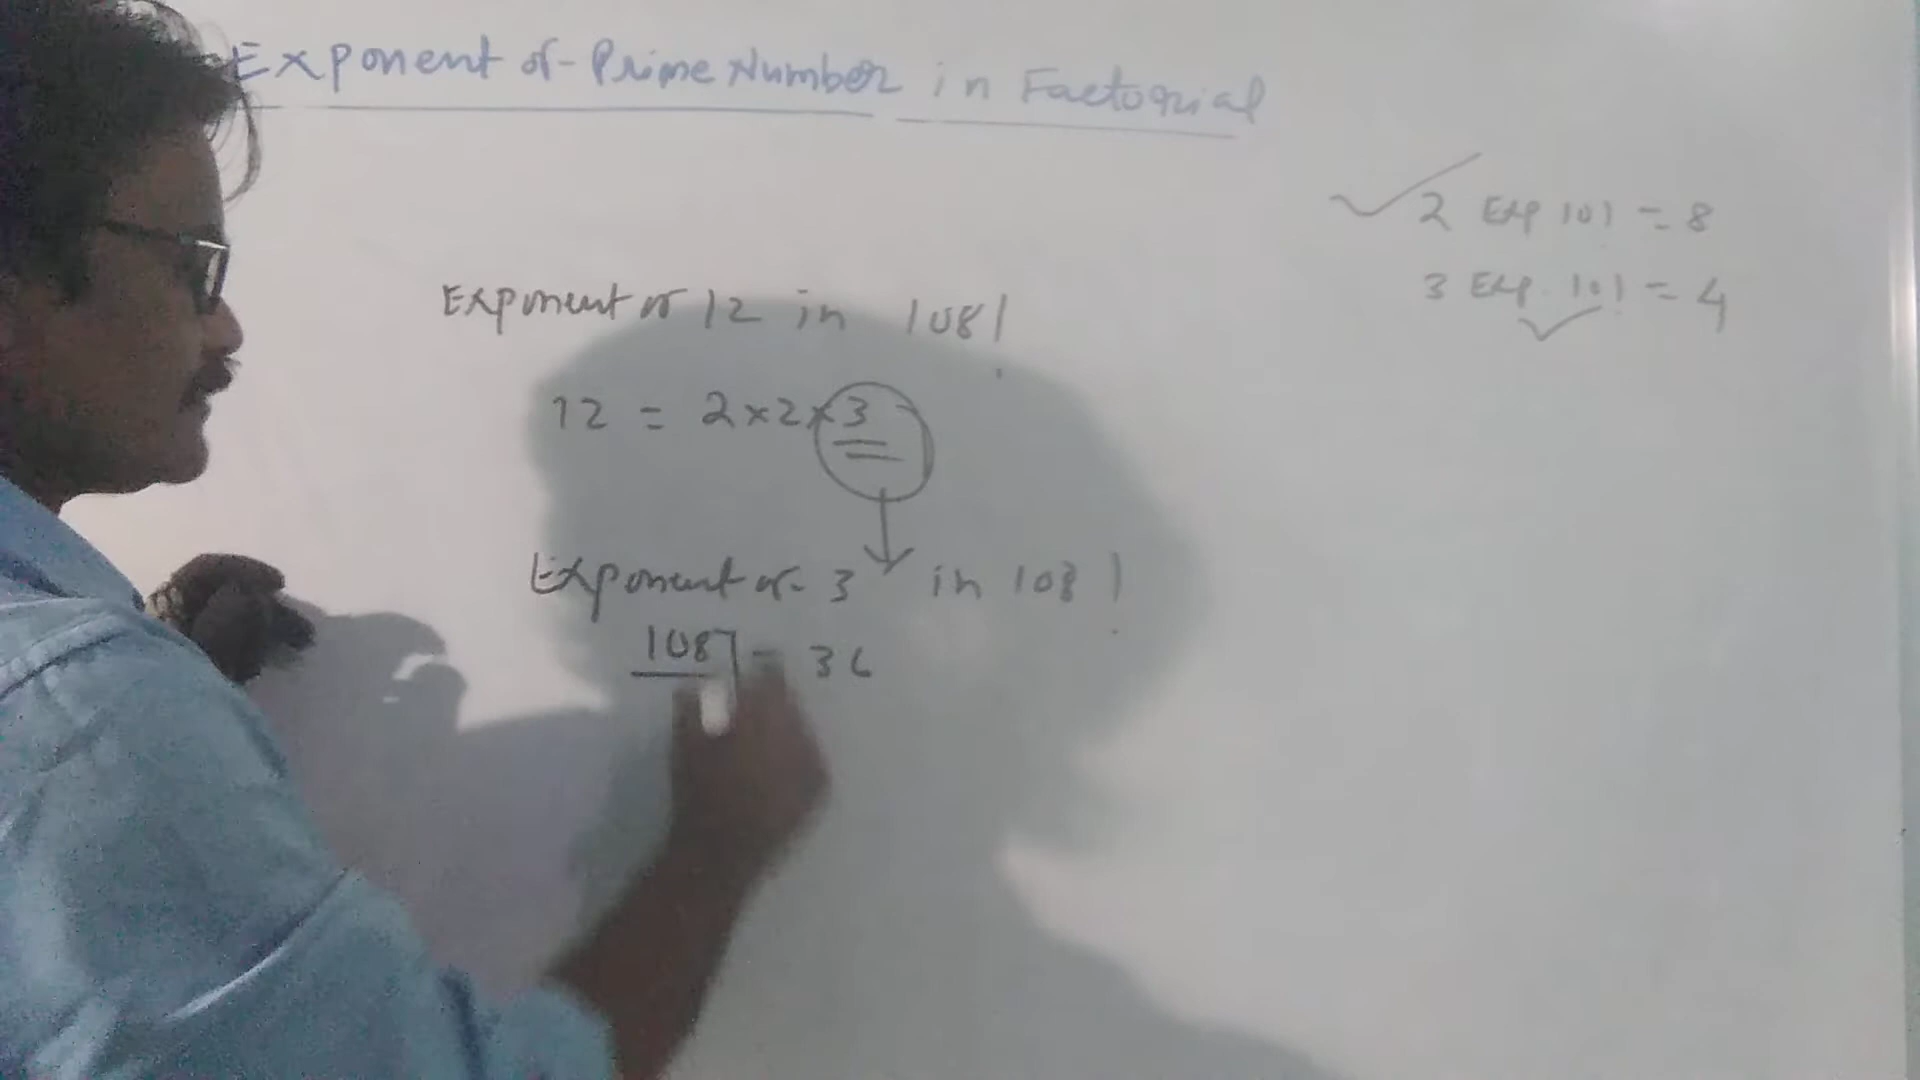 Exponent of Prime Number in Factorial
2 Exp 10! = 8
3 Exp. 10! = 4
Exponent of 12 in 108!
12 = 2×2×3
Exponent of 3 in 108!
108 = 36